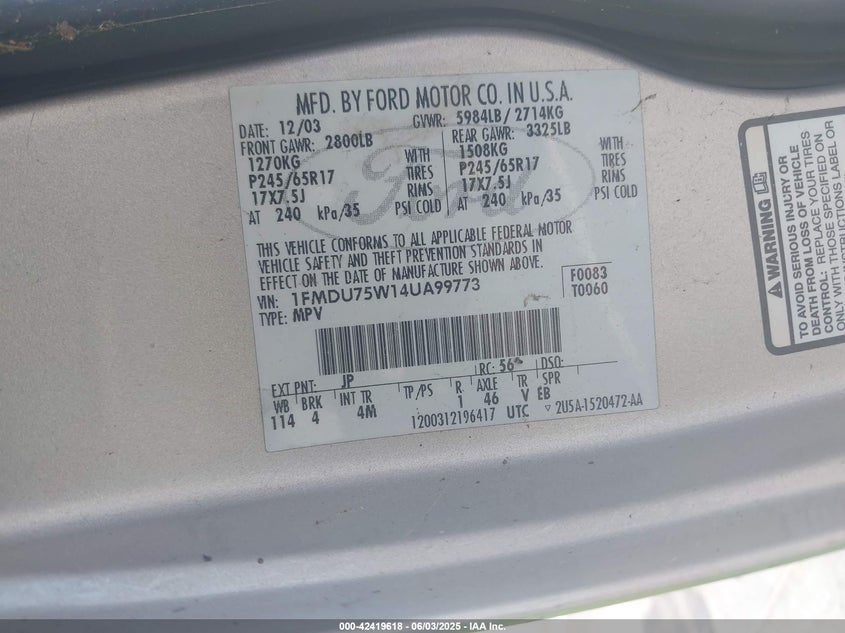 MFD. BY FORD MOTOR CO. IN U.S.A.
DATE: 12/03 GVWR: 5984LB/ 2714KG
FRONT GAWR: 2800LB REAR GAWR: 3325LB
1270KG WITH 1508KG WITH
P245/65R17 TIRES P245/65R17 TIRES
17X7.5J RIMS 17X7.5J RIMS
AT 240 kPa/35 PSI COLD AT 240 kPa/35 PSI COLD
Ford
THIS VEHICLE CONFORMS TO ALL APPLICABLE FEDERAL MOTOR
VEHICLE SAFETY AND THEFT PREVENTION STANDARDS IN
EFFECT ON THE DATE OF MANUFACTURE SHOWN ABOVE.
VIN: 1FMDU75W14UA99773 F0083
TYPE: MPV T0060
RC: 56 DSO:
EXT PNT: JP
WB BRK INT TR TP/PS R AXLE TR SPR
114 4 4M 1 46 V EB
1200312196417 UTC ▽ 2U5A-1520472-AA
⚠ WARNING
TO AVOID SERIOUS INJURY OR
DEATH FROM LOSS OF VEHICLE
CONTROL: REPLACE YOUR TIRES
ONLY WITH THOSE SPECIFIED ON
LABEL O
000-42419618 - 06/03/2025 - IAA Inc.